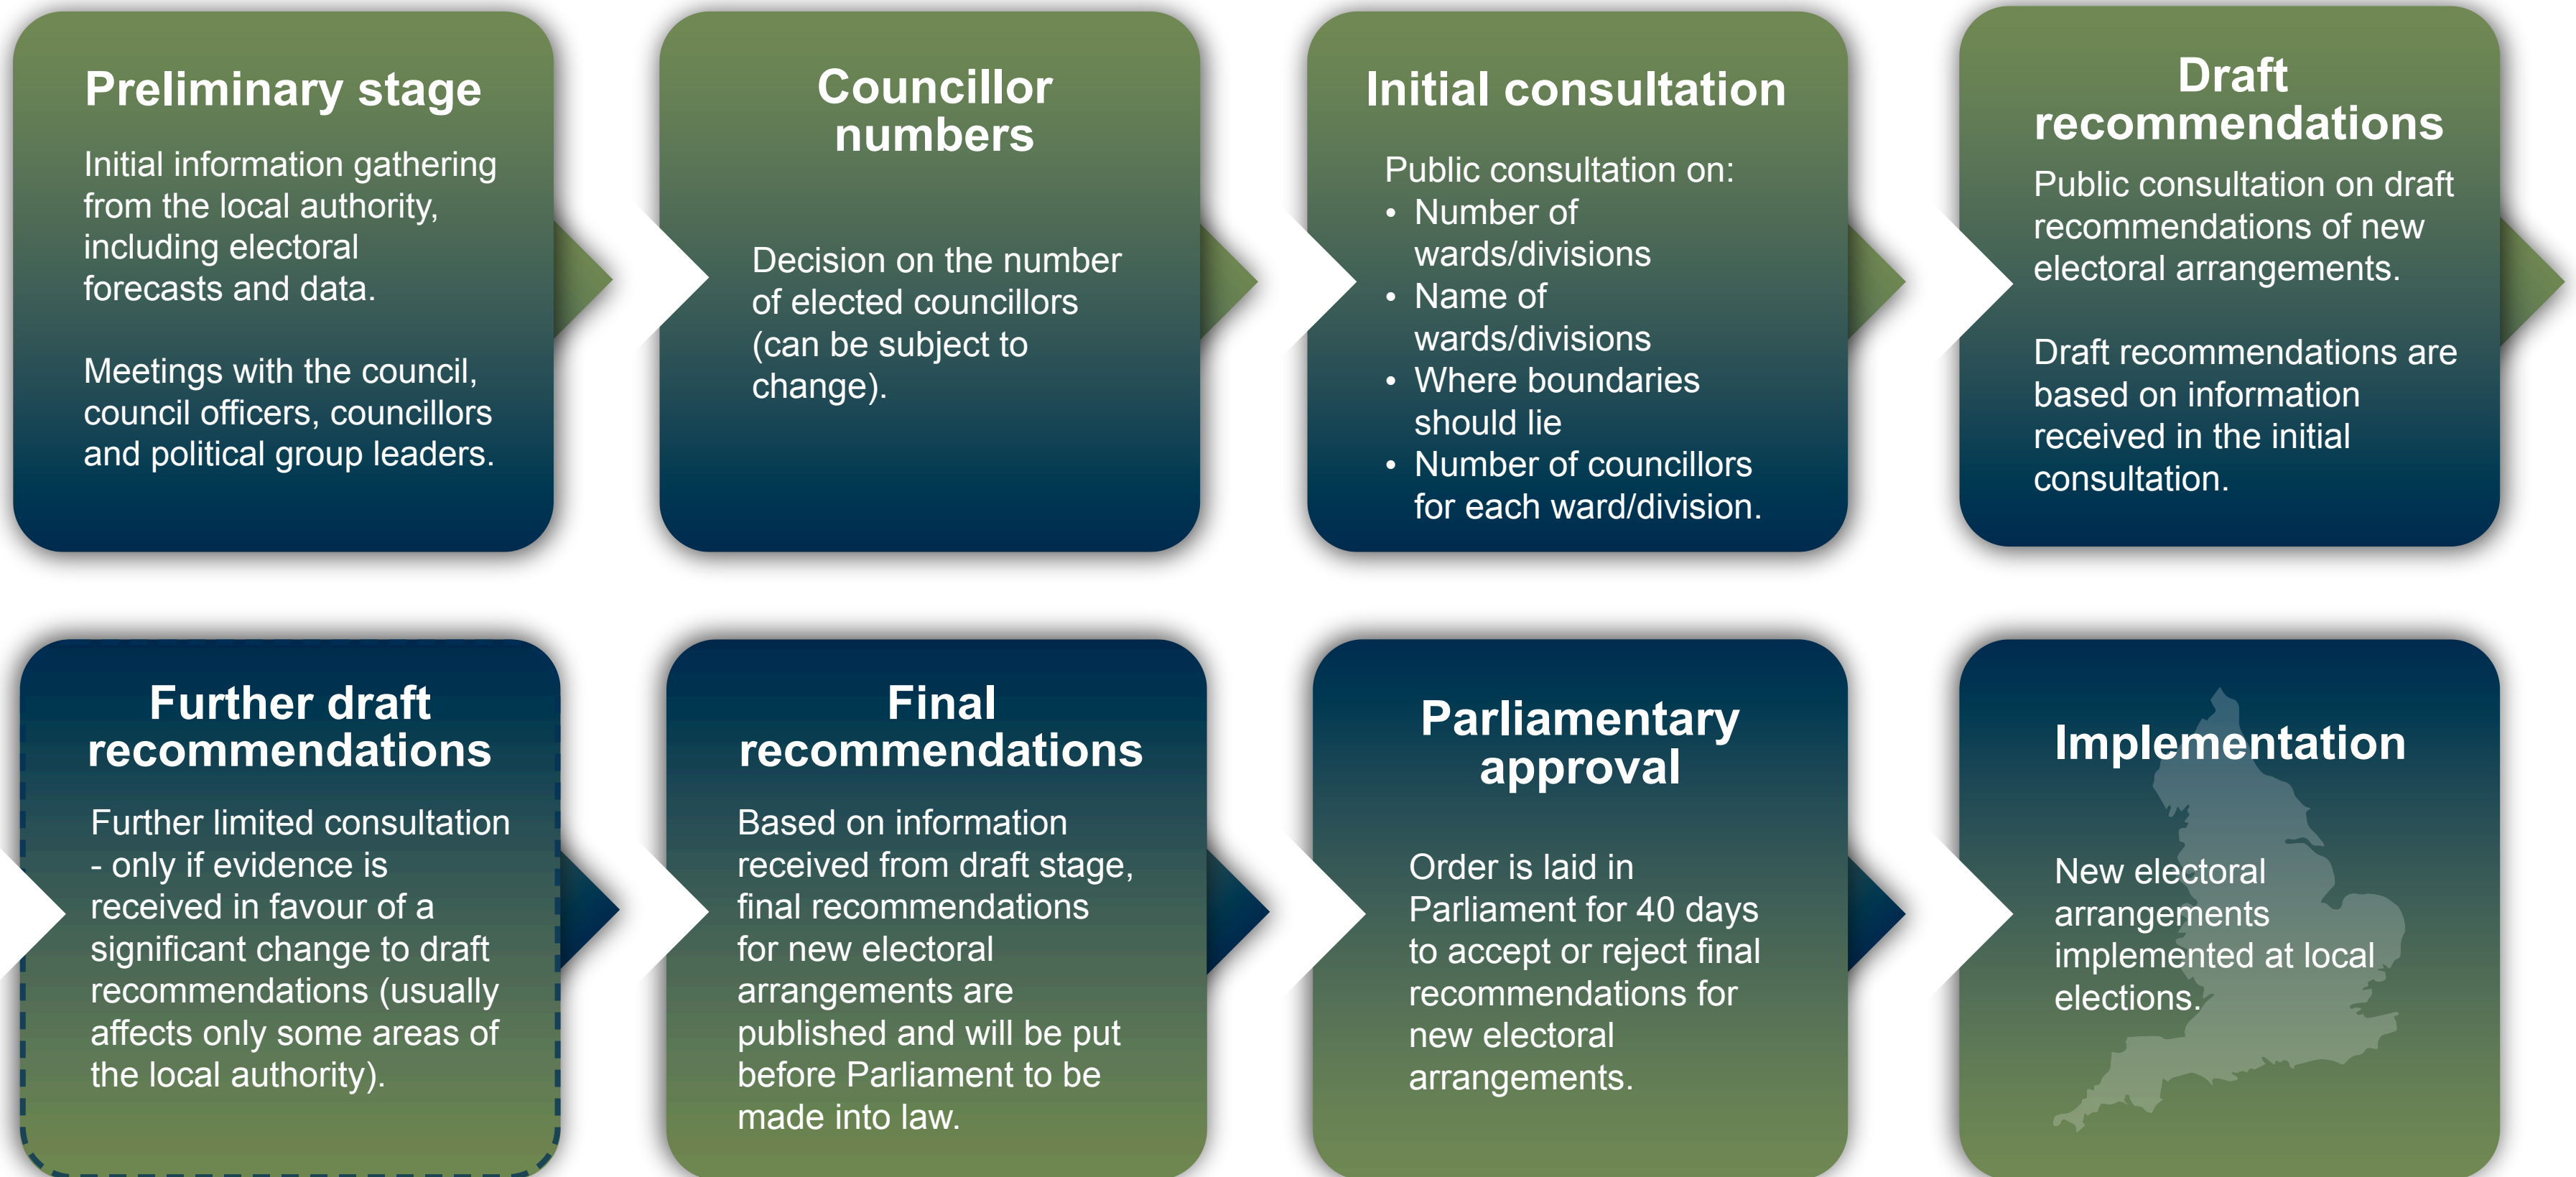 Preliminary stage
Initial information gathering
from the local authority,
including electoral
forecasts and data.
Meetings with the council,
council officers, councillors
and political group leaders.
Councillor
numbers
Decision on the number
of elected councillors
(can be subject to
change).
Initial consultation
Public consultation on:
• Number of
wards/divisions
• Name of
wards/divisions
• Where boundaries
should lie
• Number of councillors
for each ward/division.
Draft
recommendations
Public consultation on draft
recommendations of new
electoral arrangements.
Draft recommendations are
based on information
received in the initial
consultation.
Further draft
recommendations
Further limited consultation
- only if evidence is
received in favour of a
significant change to draft
recommendations (usually
affects only some areas of
the local authority).
Final
recommendations
Based on information
received from draft stage,
final recommendations
for new electoral
arrangements are
published and will be put
before Parliament to be
made into law.
Parliamentary
approval
Order is laid in
Parliament for 40 days
to accept or reject final
recommendations for
new electoral
arrangements.
Implementation
New electoral
arrangements
implemented at local
elections.